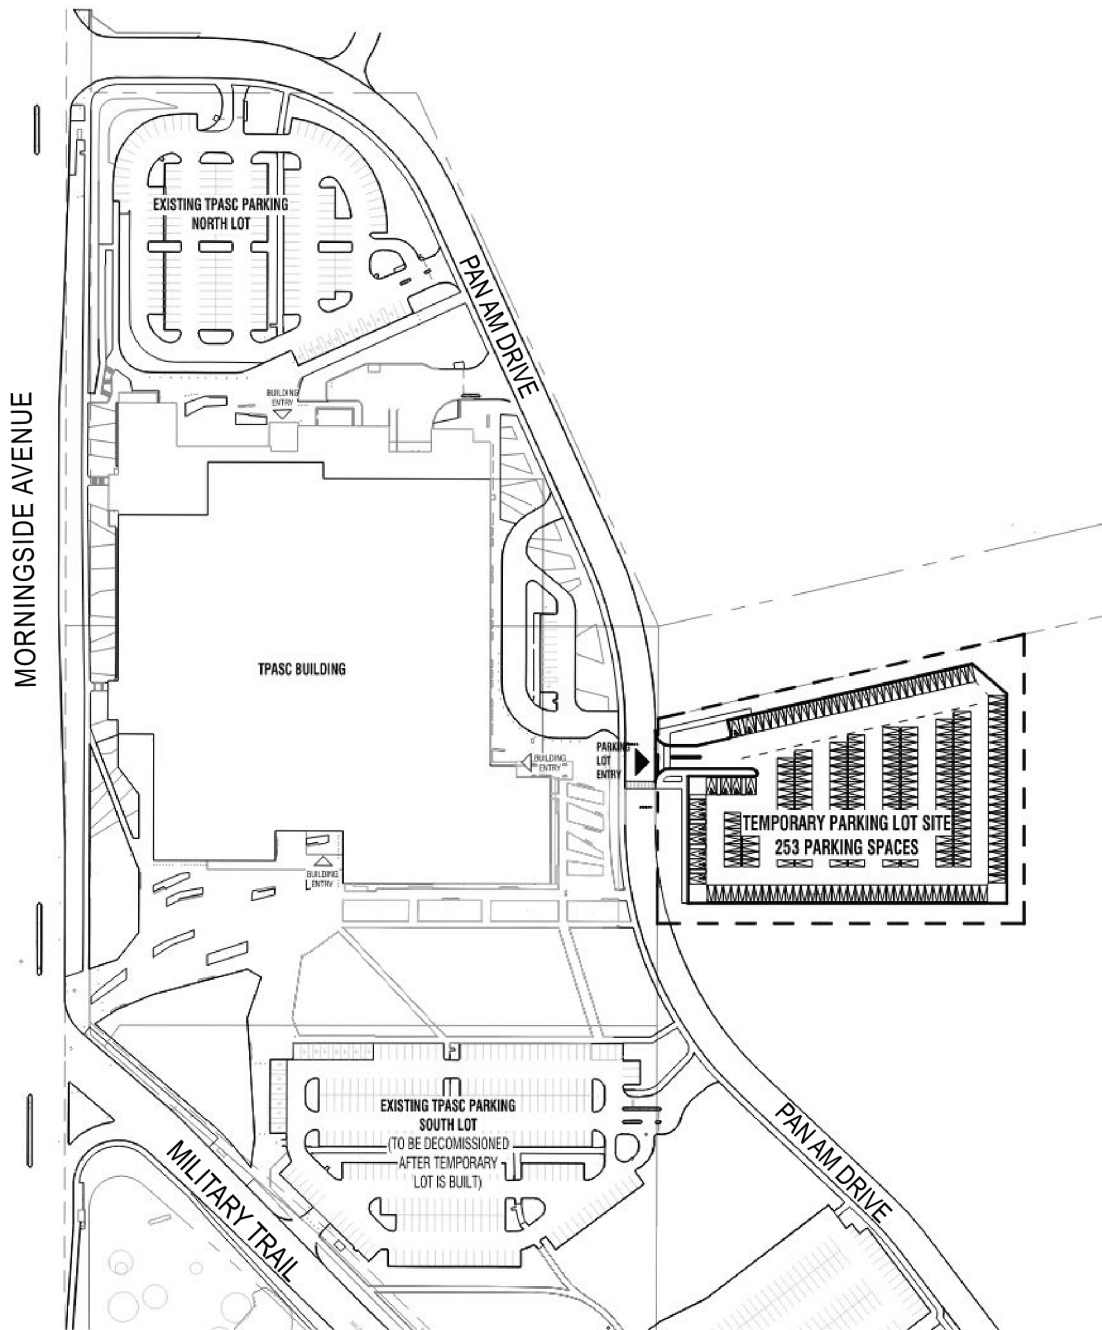 EXISTING TPASC PARKING
NORTH LOT
PAN AM DRIVE
MORNINGSIDE AVENUE
BUILDING
ENTRY
TPASC BUILDING
PARKING
LOT
ENTRY
BUILDING
ENTRY
TEMPORARY PARKING LOT SITE
253 PARKING SPACES
BUILDING
ENTRY
EXISTING TPASC PARKING
SOUTH LOT
(TO BE DECOMISSIONED
AFTER TEMPORARY
LOT IS BUILT)
MILITARY TRAIL
PAN AM DRIVE